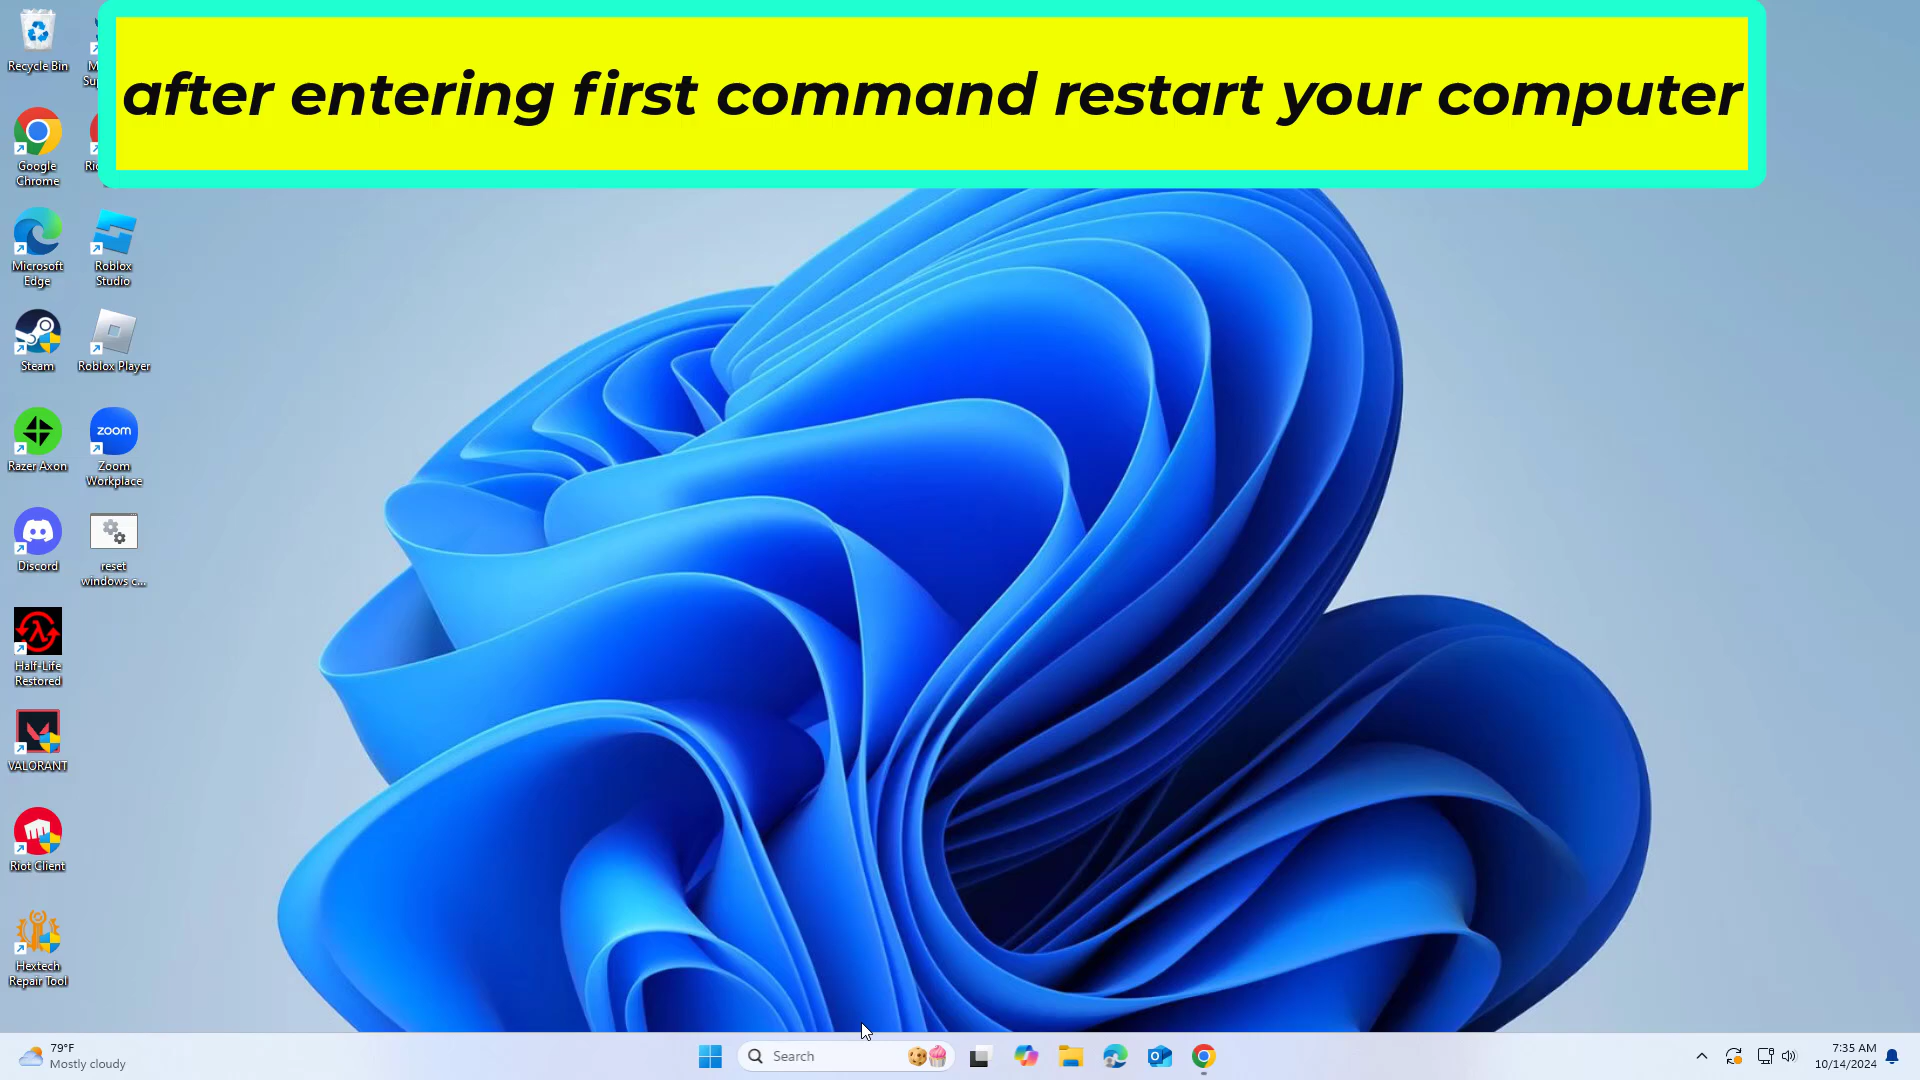 after entering first command restart your computer
Recycle Bin
Google
Chrome
Microsoft
Edge
Roblox
Studio
Steam
Roblox Player
Razer Axon
zoom
Zoom
Workplace
Discord
reset
windows c...
Half-Life
Restored
VALORANT
Riot Client
Hextech
Repair Tool
79°F
Mostly cloudy
Search
7:35 AM
10/14/2024